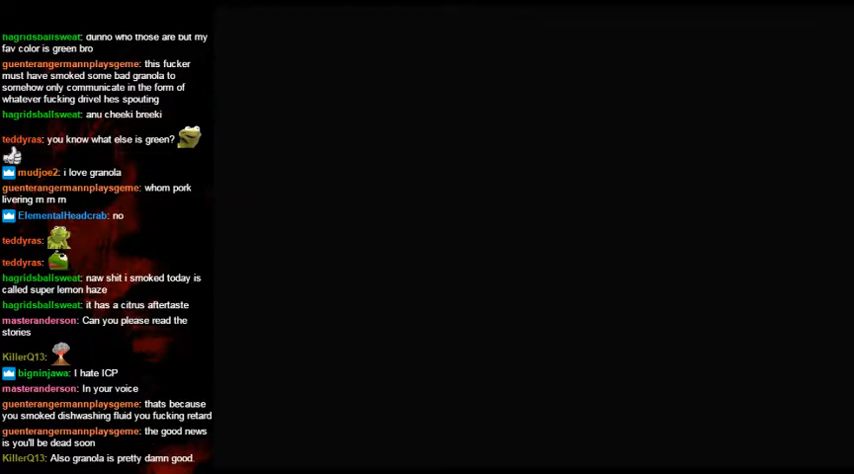 hagridsballsweat: dunno who those are but my
fav color is green bro
guenterangermannplaysgeme: this fucker
must have smoked some bad granola to
somehow only communicate in the form of
whatever fucking drivel hes spouting
hagridsballsweat: anu cheeki breeki
teddyras: you know what else is green?
mudjoe2: i love granola
guenterangermannplaysgeme: whom pork
livering m m m
ElementalHeadcrab: no
teddyras:
teddyras:
hagridsballsweat: naw shit i smoked today is
called super lemon haze
hagridsballsweat: it has a citrus aftertaste
masteranderson: Can you please read the
stories
KillerQ13:
bigninjawa: I hate ICP
masteranderson: In your voice
guenterangermannplaysgeme: thats because
you smoked dishwashing fluid you fucking retard
guenterangermannplaysgeme: the good news
is you'll be dead soon
KillerQ13: Also granola is pretty damn good.